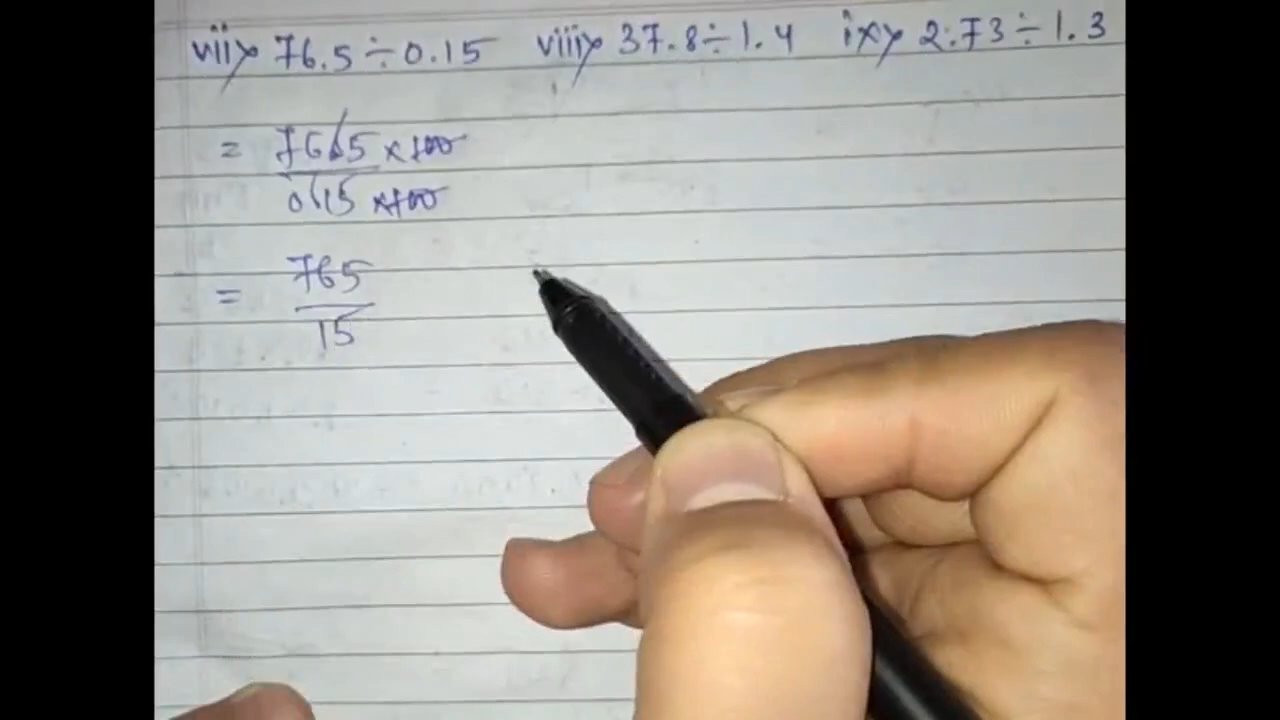 vii> 76.5 ÷ 0.15 viii> 37.8 ÷ 1.4 ix> 2.73 ÷ 1.3
= 76.5 × 100
0.15 × 100
= 765
15